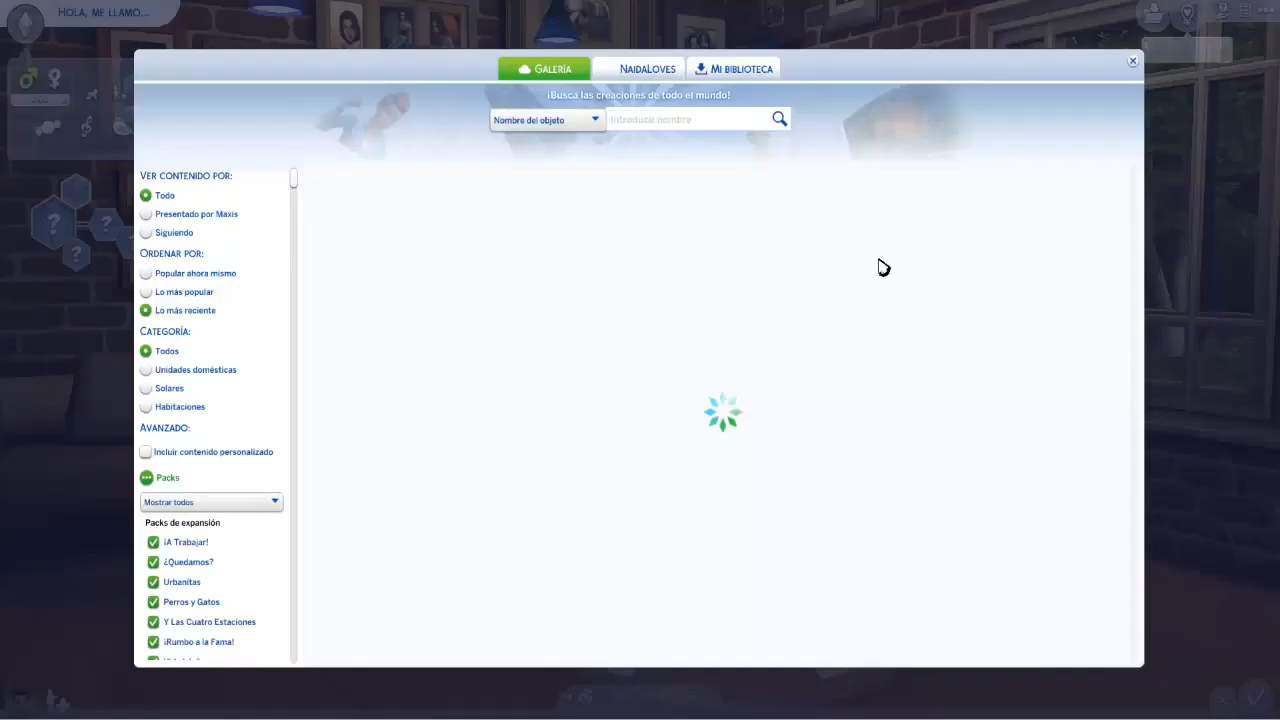 HOLA, ME LLAMO...
GALERÍA
NAIDALOVES
MI BIBLIOTECA
¡Busca las creaciones de todo el mundo!
Nombre del objeto
Introducir nombre
VER CONTENIDO POR:
Todo
Presentado por Maxis
Siguiendo
ORDENAR POR:
Popular ahora mismo
Lo más popular
Lo más reciente
CATEGORÍA:
Todos
Unidades domésticas
Solares
Habitaciones
AVANZADO:
Incluir contenido personalizado
Packs
Mostrar todos
Packs de expansión
¡A Trabajar!
¿Quedamos?
Urbanitas
Perros y Gatos
Y Las Cuatro Estaciones
¡Rumbo a la Fama!